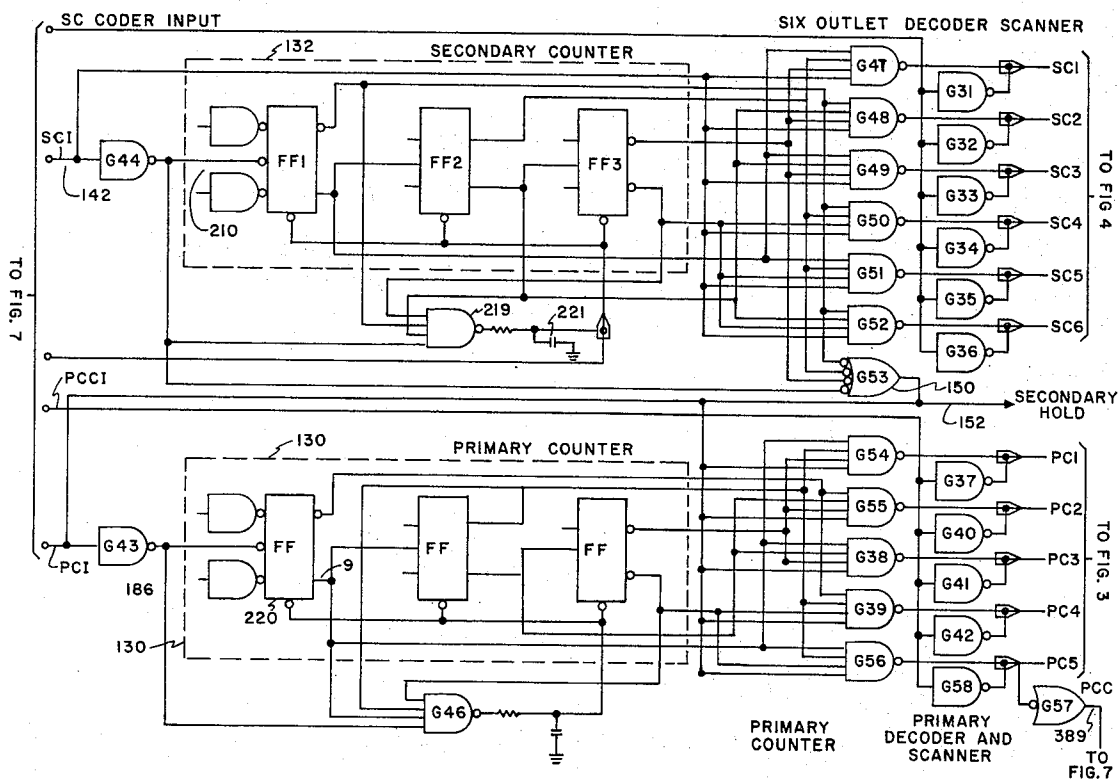 SC CODER INPUT
SIX OUTLET DECODER SCANNER
132
SECONDARY COUNTER
SCI
G44
142
210
FF1
FF2
FF3
G47
G48
G49
G50
G51
G52
G53
G31
G32
G33
G34
G35
G36
SC1
SC2
SC3
SC4
SC5
SC6
TO FIG 4
TO FIG. 7
219
221
150
SECONDARY
HOLD
152
PCCI
130
PRIMARY COUNTER
PCI
G43
186
FF
FF
FF
9
220
130
G46
G54
G55
G38
G39
G56
G37
G40
G41
G42
G58
PC1
PC2
PC3
PC4
PC5
TO FIG. 3
PCC
G57
389
TO
FIG.7
PRIMARY
COUNTER
PRIMARY
DECODER AND
SCANNER